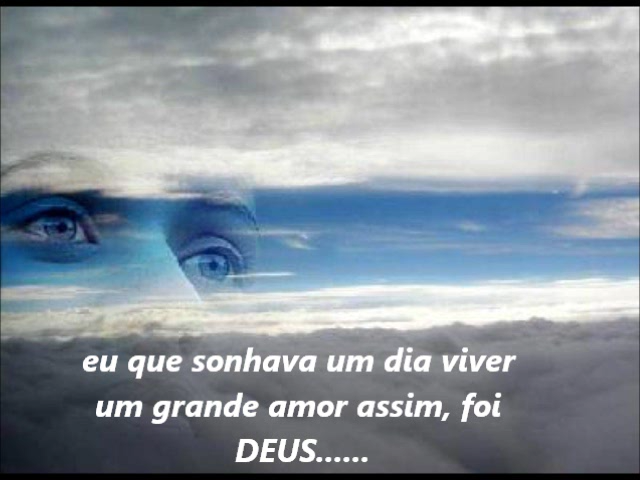 eu que sonhava um dia viver
um grande amor assim, foi
DEUS......